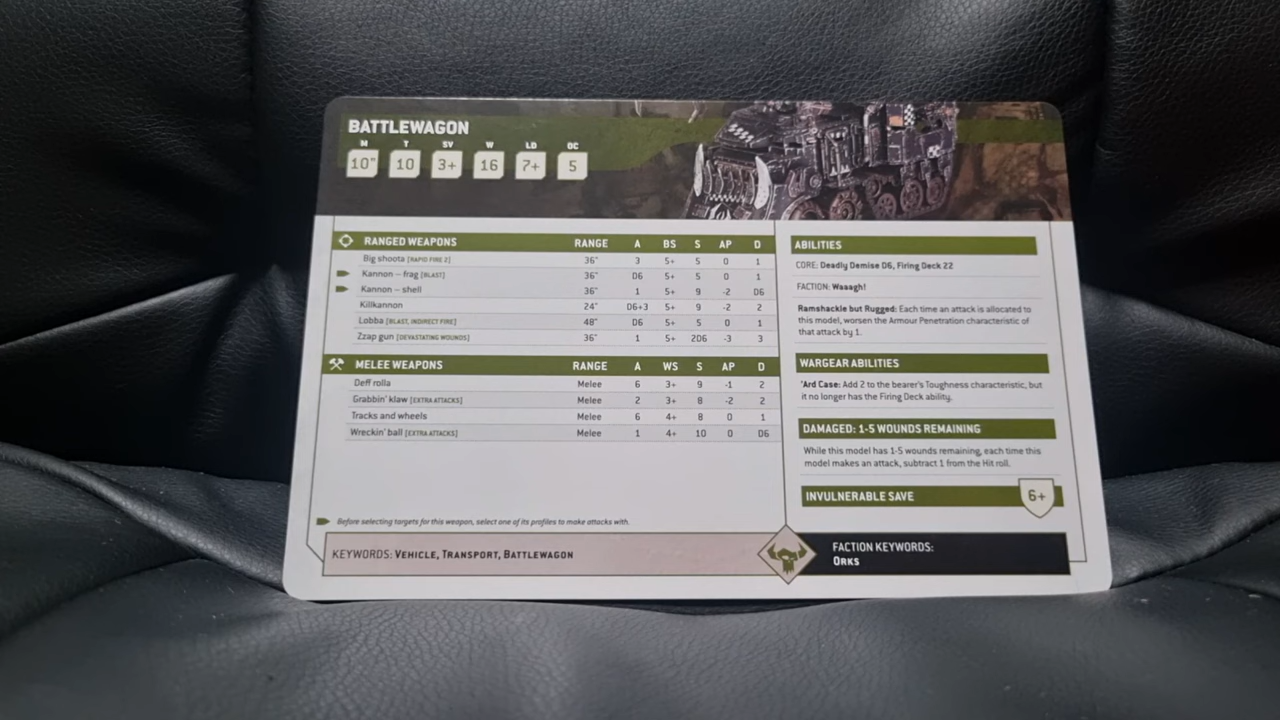 BATTLEWAGON
M T SV W LD OC
10" 10 3+ 16 7+ 5
RANGED WEAPONS RANGE A BS S AP D
Big shoota [RAPID FIRE 2] 36" 3 5+ 5 0 1
Kannon – frag [BLAST] 36" D6 5+ 5 0 1
Kannon – shell 36" 1 5+ 9 -2 D6
Killkannon 24" D6+3 5+ 9 -2 2
Lobba [BLAST, INDIRECT FIRE] 48" D6 5+ 5 0 1
Zzap gun [DEVASTATING WOUNDS] 36" 1 5+ 2D6 -3 3
MELEE WEAPONS RANGE A WS S AP D
Deff rolla Melee 6 3+ 9 -1 2
Grabbin' klaw [EXTRA ATTACKS] Melee 2 3+ 8 -2 2
Tracks and wheels Melee 6 4+ 8 0 1
Wreckin' ball [EXTRA ATTACKS] Melee 1 4+ 10 0 D6
Before selecting targets for this weapon, select one of its profiles to make attacks with.
KEYWORDS: VEHICLE, TRANSPORT, BATTLEWAGON
ABILITIES
CORE: Deadly Demise D6, Firing Deck 22
FACTION: Waaagh!
Ramshackle but Rugged: Each time an attack is allocated to
this model, worsen the Armour Penetration characteristic of
that attack by 1.
WARGEAR ABILITIES
'Ard Case: Add 2 to the bearer's Toughness characteristic, but
it no longer has the Firing Deck ability.
DAMAGED: 1-5 WOUNDS REMAINING
While this model has 1-5 wounds remaining, each time this
model makes an attack, subtract 1 from the Hit roll.
INVULNERABLE SAVE 6+
FACTION KEYWORDS:
ORKS